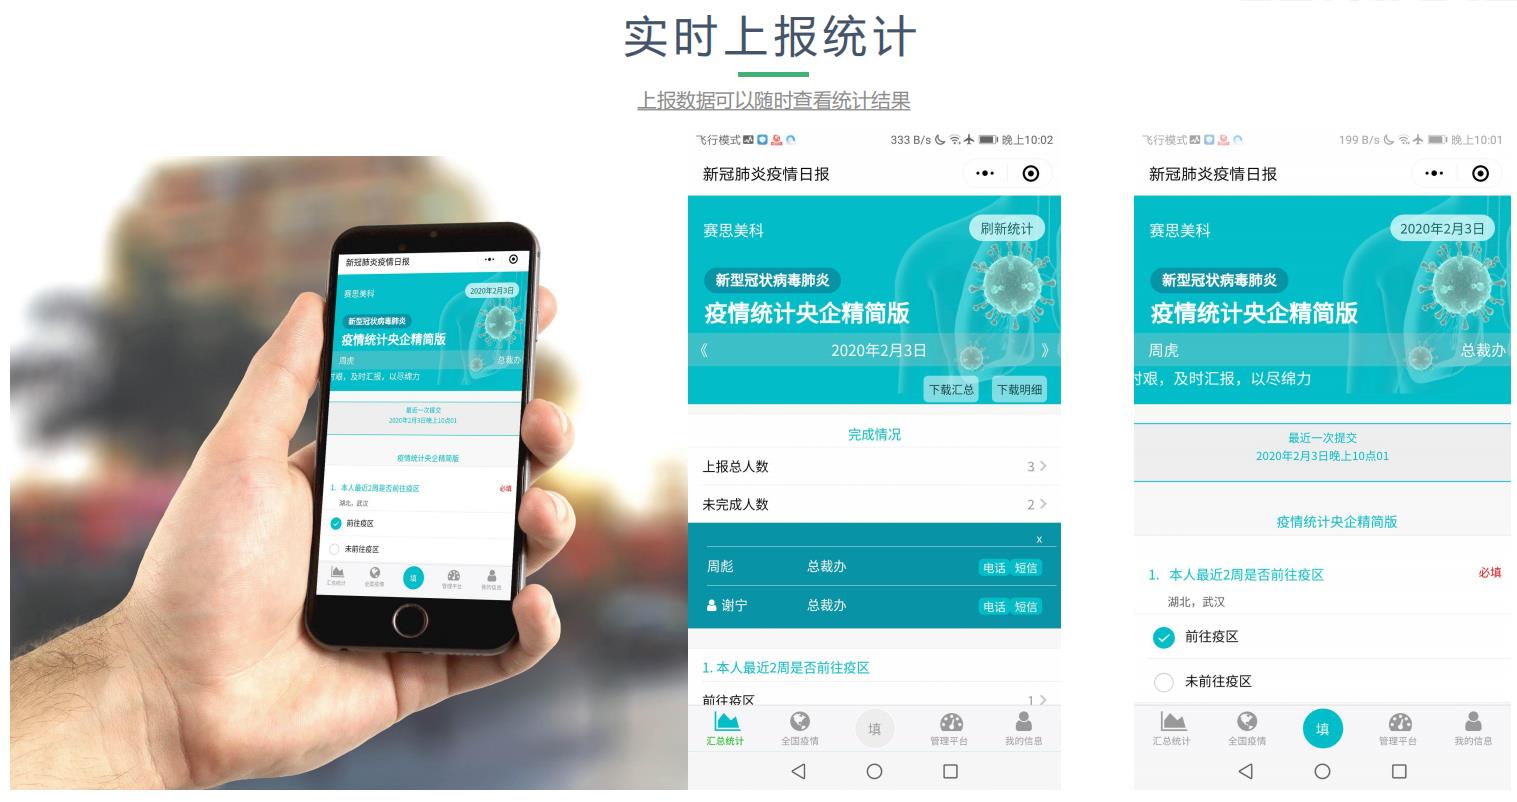 实时上报统计
上报数据可以随时查看统计结果
新冠肺炎疫情日报
赛思美科
2020年2月3日
新型冠状病毒肺炎
疫情统计央企精简版
周虎
总裁办
时艰，及时汇报，以尽绵力
最近一次提交
2020年2月3日晚上10点01
疫情统计央企精简版
1. 本人最近2周是否前往疫区
必填
湖北，武汉
前往疫区
未前往疫区
汇总统计
全国疫情
填
管理平台
我的信息
飞行模式
333 B/s
晚上10:02
新冠肺炎疫情日报
赛思美科
刷新统计
新型冠状病毒肺炎
疫情统计央企精简版
《 2020年2月3日 》
下载汇总 下载明细
完成情况
上报总人数 3
未完成人数 2
x
周彪 总裁办 电话 短信
谢宁 总裁办 电话 短信
1. 本人最近2周是否前往疫区
前往疫区 1
汇总统计 全国疫情 填 管理平台 我的信息
飞行模式
199 B/s
晚上10:01
新冠肺炎疫情日报
赛思美科
2020年2月3日
新型冠状病毒肺炎
疫情统计央企精简版
周虎 总裁办
时艰，及时汇报，以尽绵力
最近一次提交
2020年2月3日晚上10点01
疫情统计央企精简版
1. 本人最近2周是否前往疫区 必填
湖北，武汉
前往疫区
未前往疫区
汇总统计 全国疫情 填 管理平台 我的信息